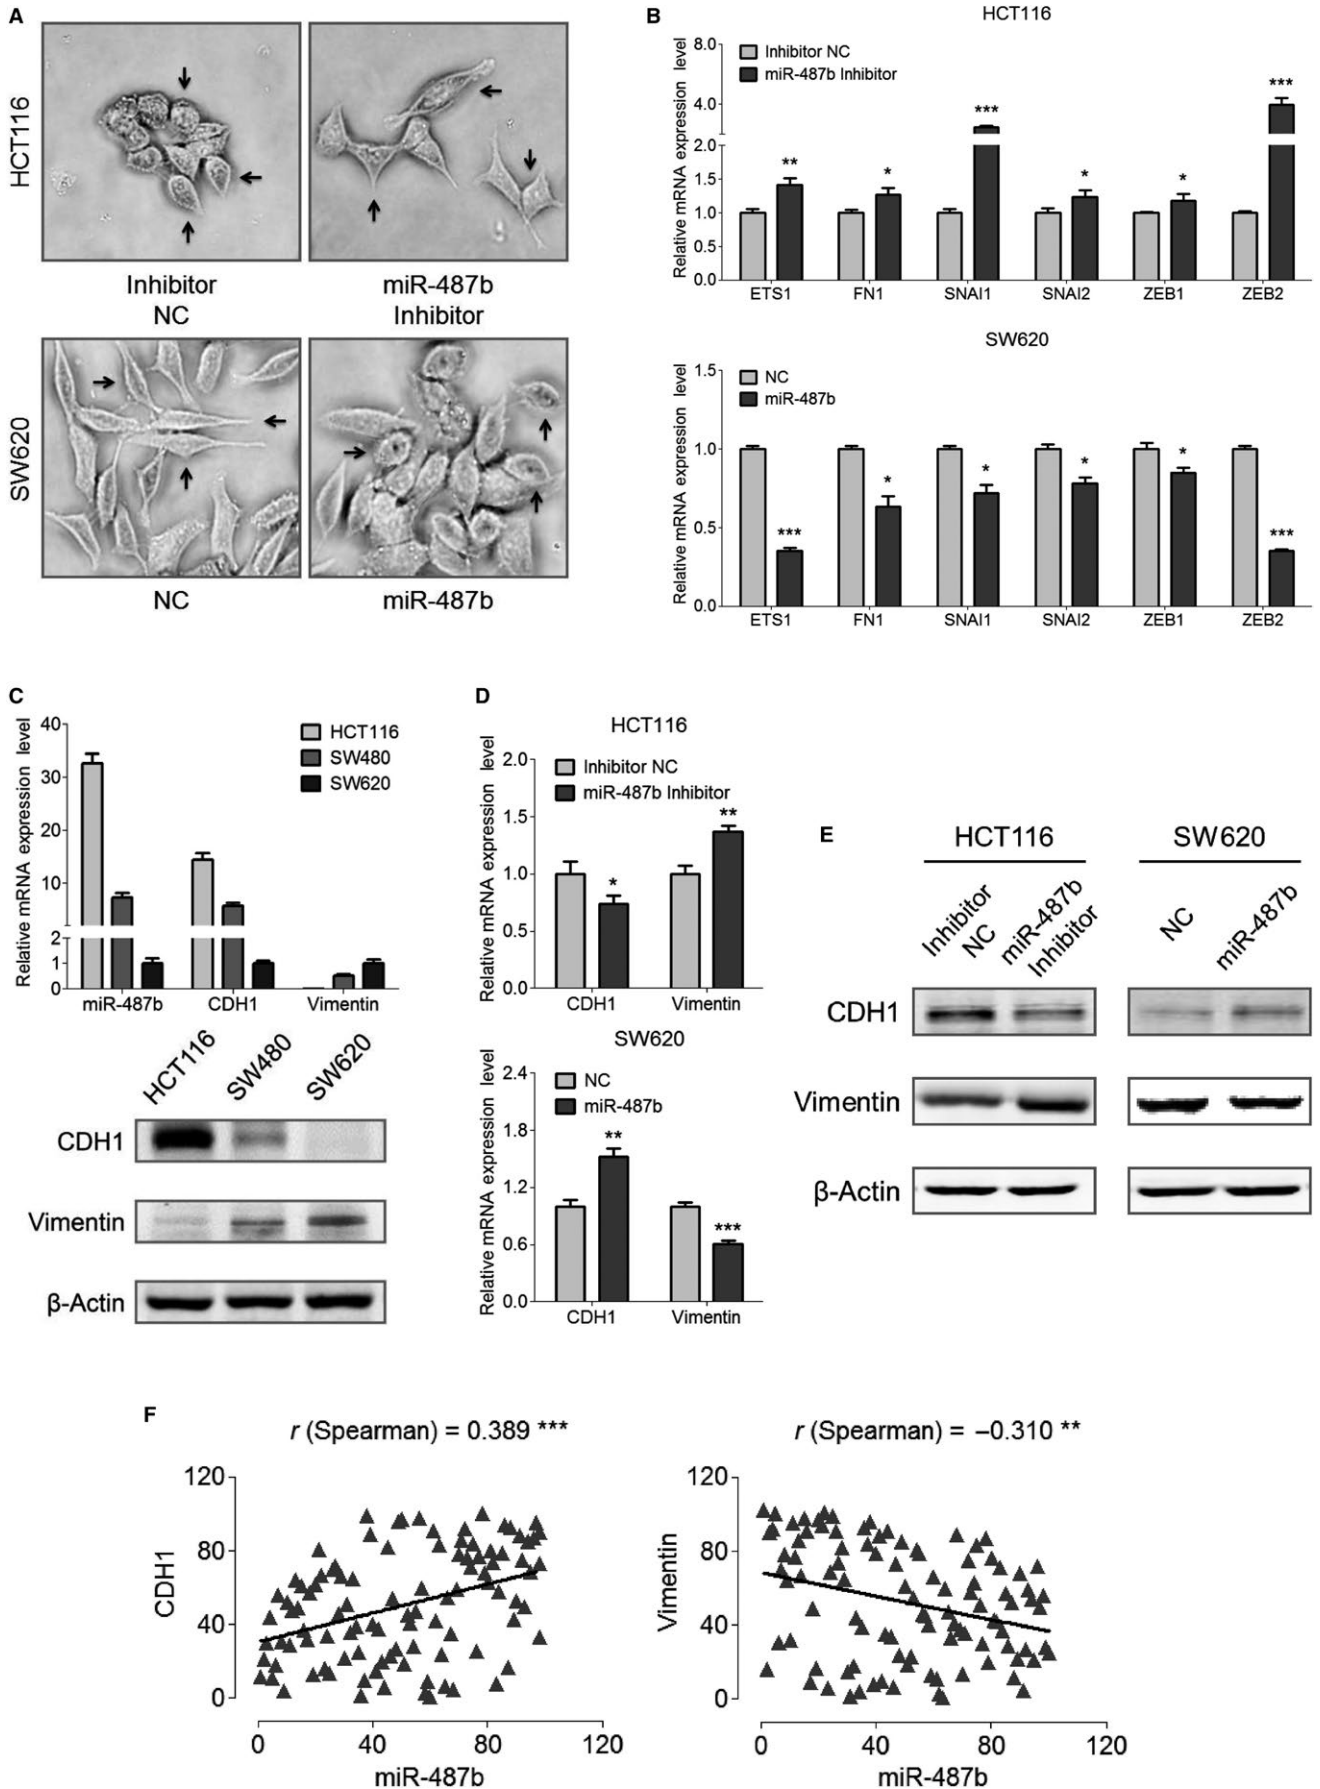 A
HCT116
Inhibitor
NC
miR-487b
Inhibitor
SW620
NC
miR-487b
B
HCT116
Relative mRNA expression level
8.0
4.0
2.0
1.5
1.0
0.5
0.0
Inhibitor NC
miR-487b Inhibitor
** * *** * * ***
ETS1 FN1 SNAI1 SNAI2 ZEB1 ZEB2
SW620
Relative mRNA expression level
1.5
1.0
0.5
0.0
NC
miR-487b
*** * * * * ***
ETS1 FN1 SNAI1 SNAI2 ZEB1 ZEB2
C
Relative mRNA expression level
40
30
20
10
2
1
0
HCT116
SW480
SW620
miR-487b CDH1 Vimentin
HCT116 SW480 SW620
CDH1
Vimentin
β-Actin
D
HCT116
Relative mRNA expression level
2.0
1.5
1.0
0.5
0.0
Inhibitor NC
miR-487b Inhibitor
* **
CDH1 Vimentin
SW620
Relative mRNA expression level
2.4
1.8
1.2
0.6
0.0
NC
miR-487b
** ***
CDH1 Vimentin
E
HCT116 SW620
Inhibitor
NC
miR-487b
Inhibitor
NC
miR-487b
CDH1
Vimentin
β-Actin
F
r (Spearman) = 0.389 ***
CDH1
120
80
40
0
0 40 80 120
miR-487b
r (Spearman) = −0.310 **
Vimentin
120
80
40
0
0 40 80 120
miR-487b